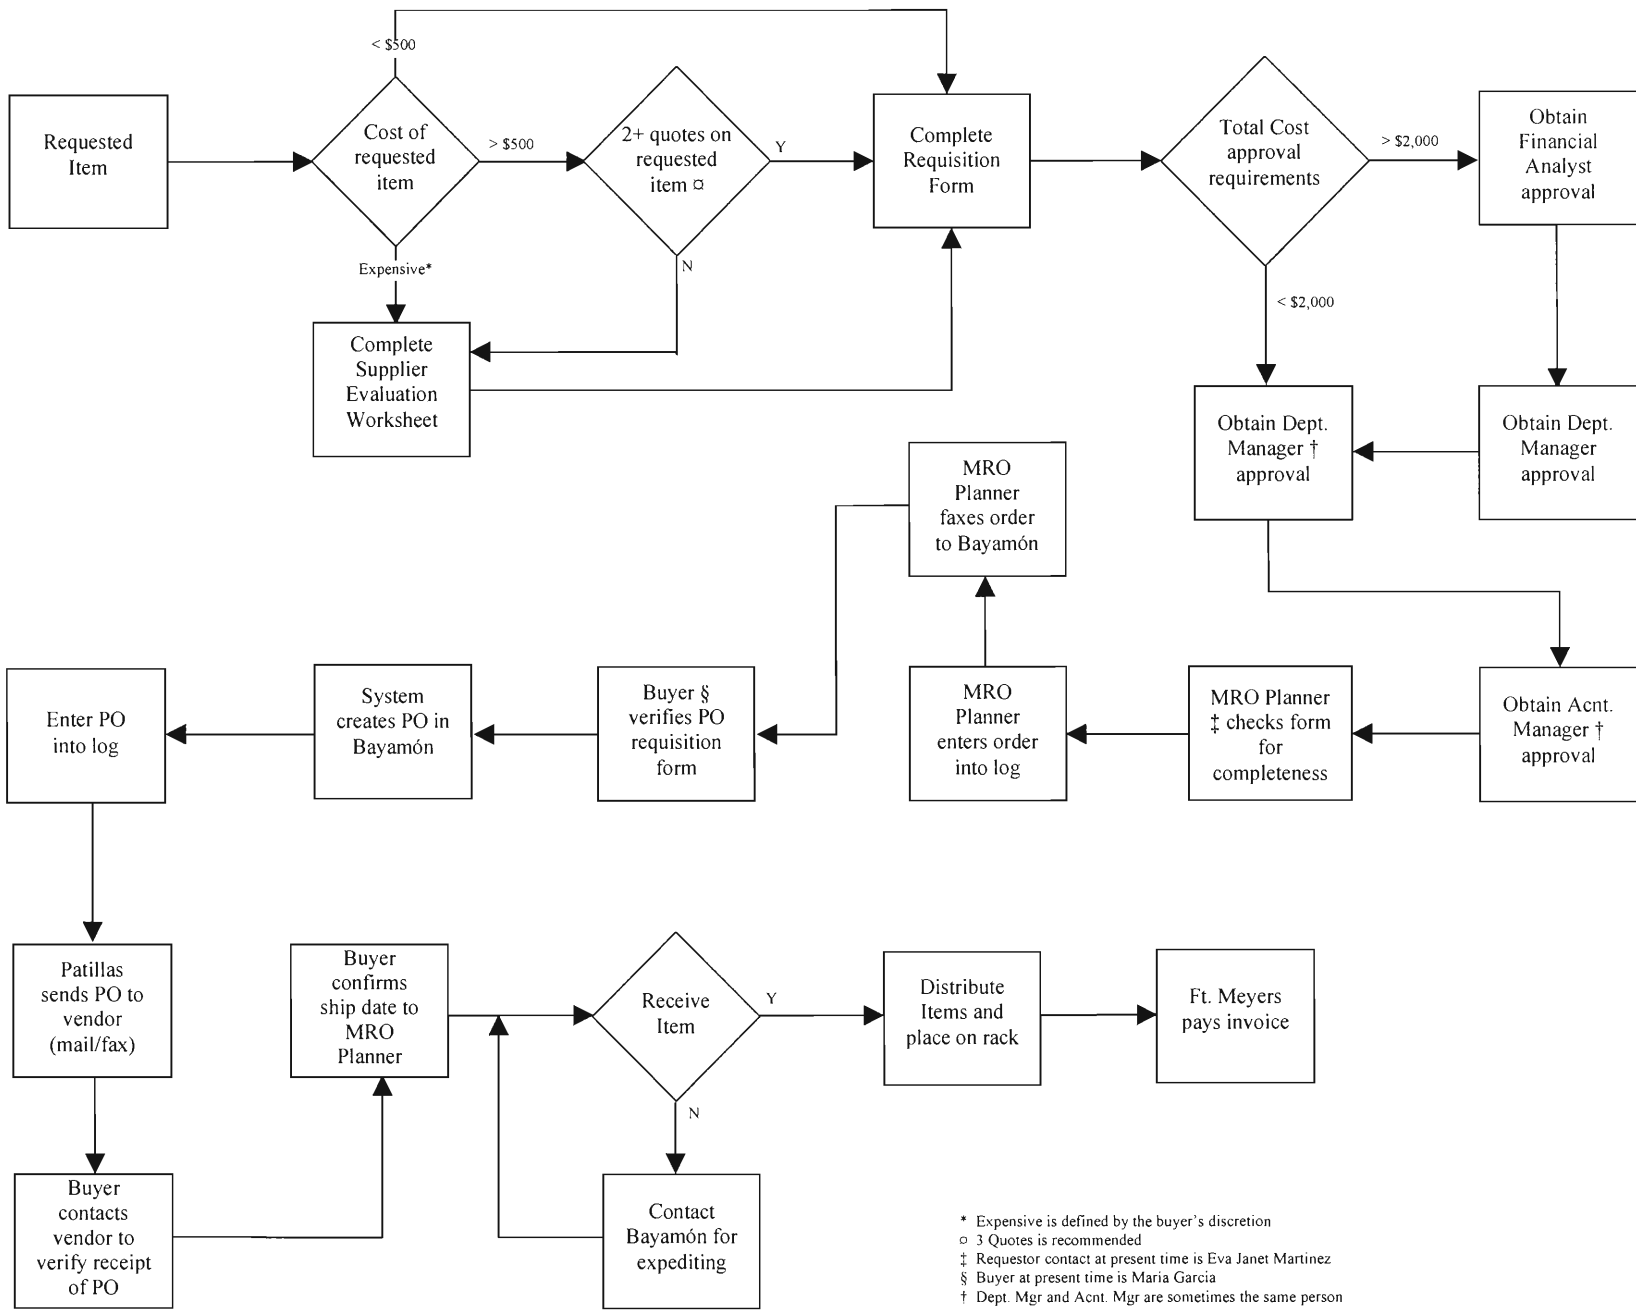 < $500
Requested
Item
Cost of
requested
item
> $500
2+ quotes on
requested
item ¤
Y
Complete
Requisition
Form
Total Cost
approval
requirements
> $2,000
Obtain
Financial
Analyst
approval
Expensive*
N
< $2,000
Complete
Supplier
Evaluation
Worksheet
Obtain Dept.
Manager †
approval
Obtain Dept.
Manager
approval
MRO
Planner
faxes order
to Bayamón
Enter PO
into log
System
creates PO in
Bayamón
Buyer §
verifies PO
requisition
form
MRO
Planner
enters order
into log
MRO Planner
‡ checks form
for
completeness
Obtain Acnt.
Manager †
approval
Patillas
sends PO to
vendor
(mail/fax)
Buyer
confirms
ship date to
MRO
Planner
Receive
Item
Y
Distribute
Items and
place on rack
Ft. Meyers
pays invoice
N
Buyer
contacts
vendor to
verify receipt
of PO
Contact
Bayamón for
expediting
* Expensive is defined by the buyer's discretion
¤ 3 Quotes is recommended
‡ Requestor contact at present time is Eva Janet Martinez
§ Buyer at present time is Maria Garcia
† Dept. Mgr and Acnt. Mgr are sometimes the same person